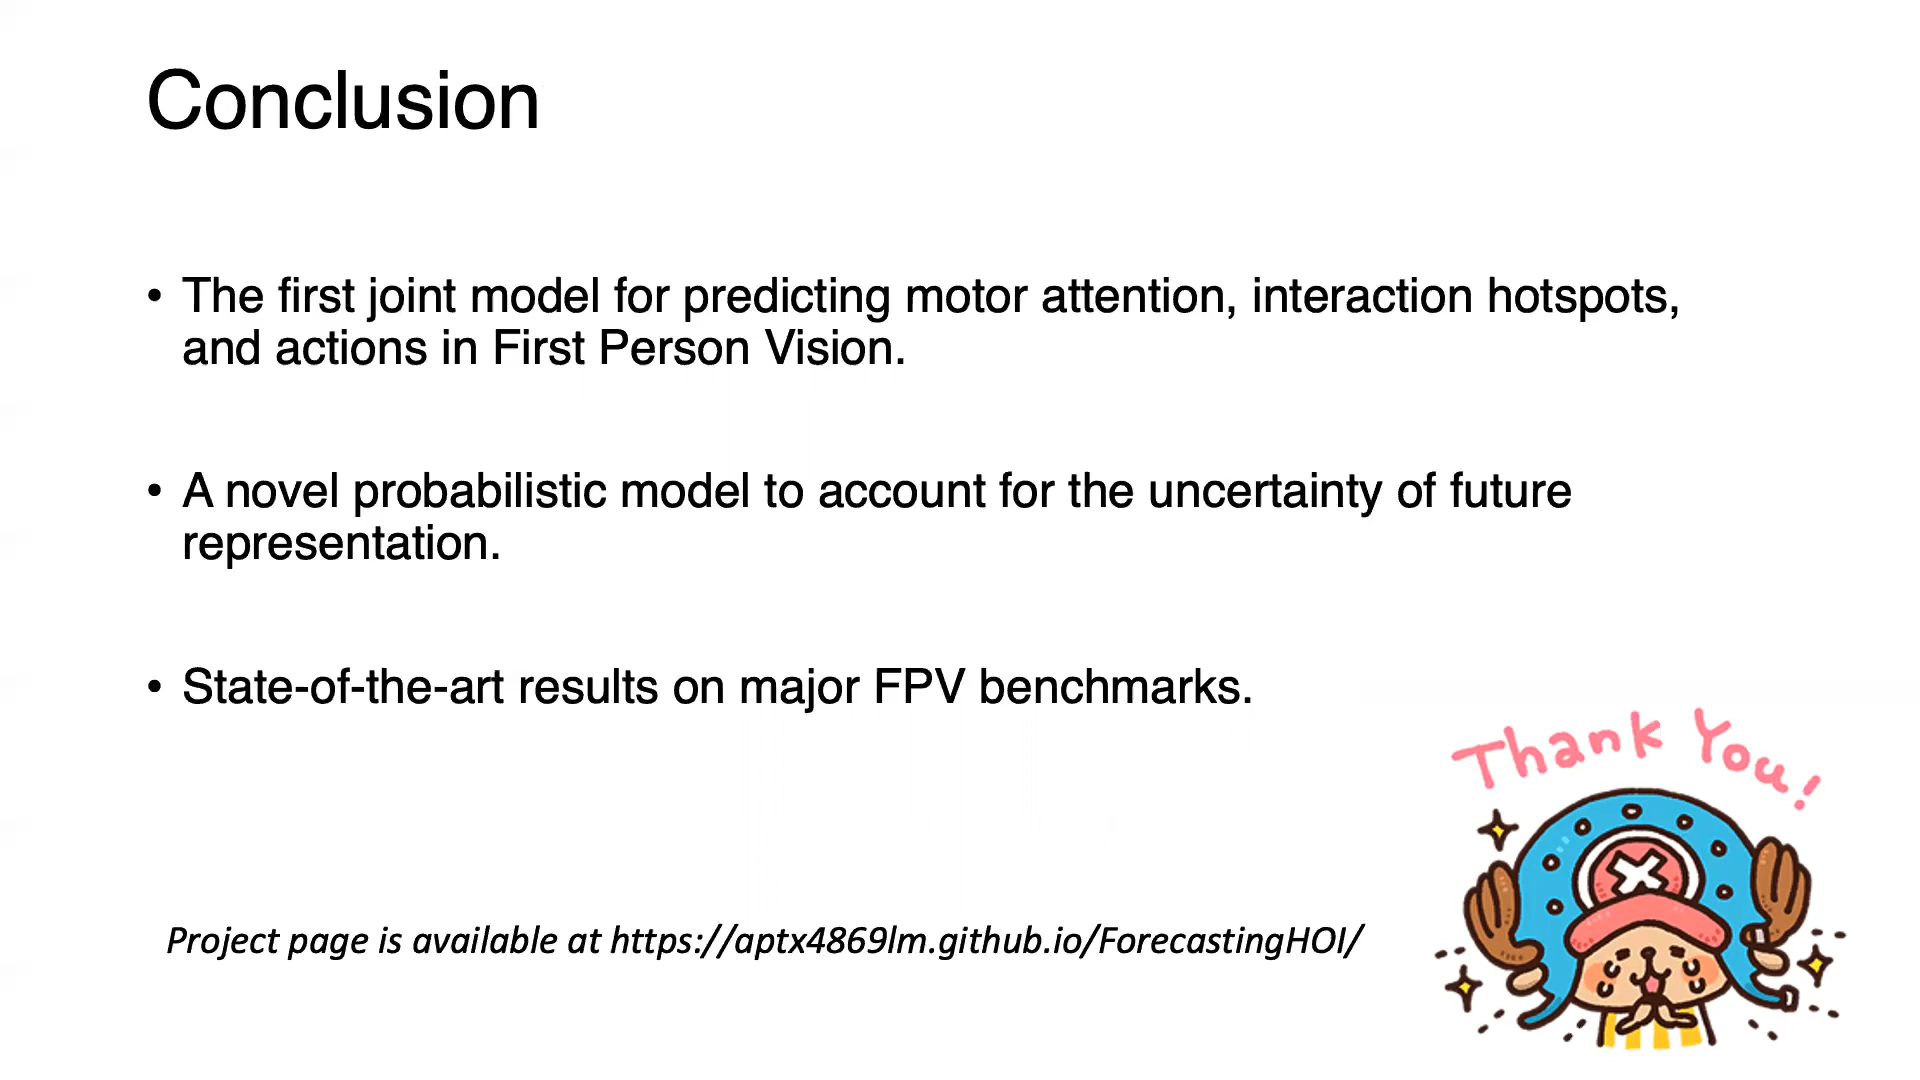 Conclusion
• The first joint model for predicting motor attention, interaction hotspots,
and actions in First Person Vision.
• A novel probabilistic model to account for the uncertainty of future
representation.
• State-of-the-art results on major FPV benchmarks.
Thank You!
Project page is available at https://aptx4869lm.github.io/ForecastingHOI/